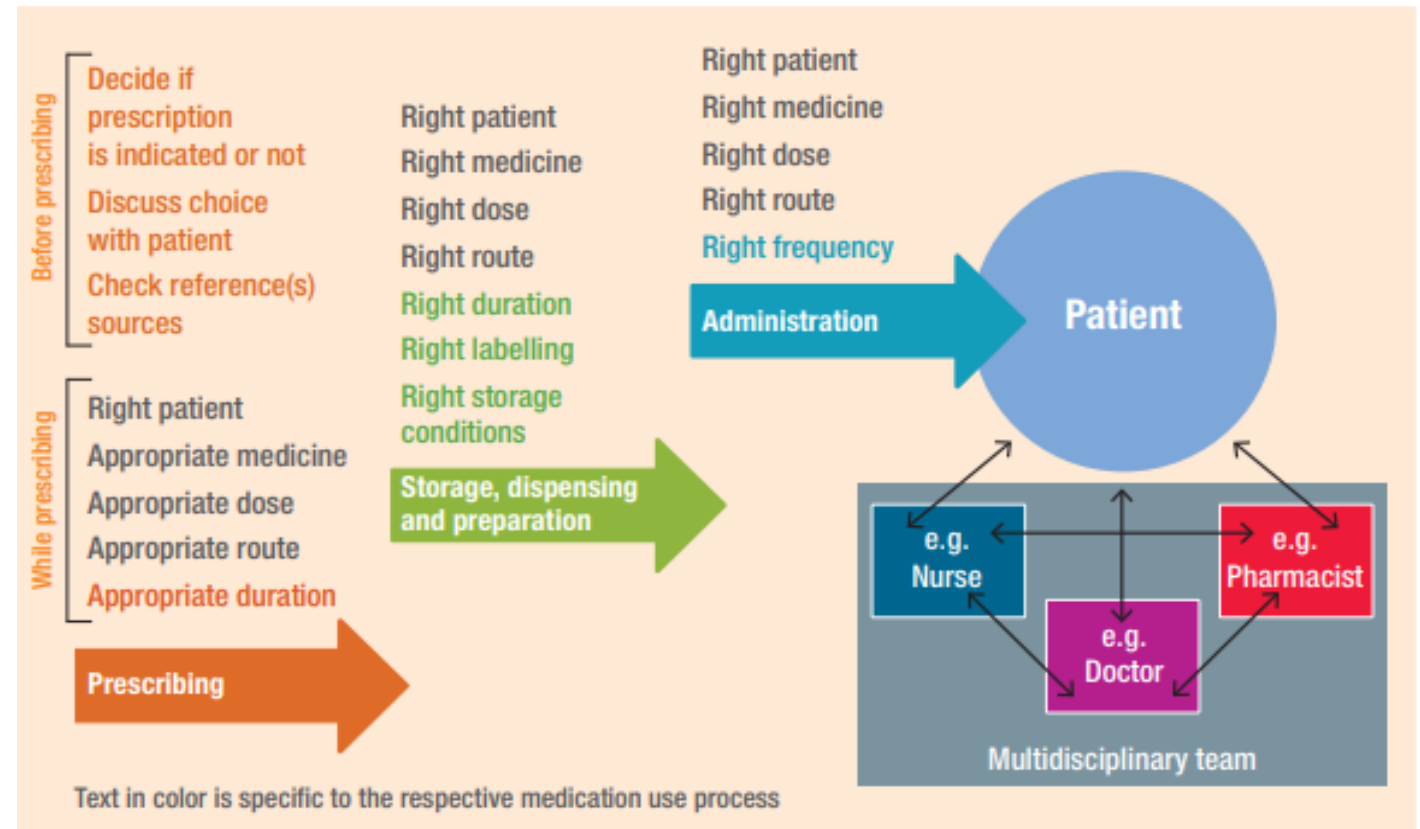 Before prescribing
Decide if
prescription
is indicated or not
Discuss choice
with patient
Check reference(s)
sources
While prescribing
Right patient
Appropriate medicine
Appropriate dose
Appropriate route
Appropriate duration
Prescribing
Right patient
Right medicine
Right dose
Right route
Right duration
Right labelling
Right storage
conditions
Storage, dispensing
and preparation
Right patient
Right medicine
Right dose
Right route
Right frequency
Administration
Patient
e.g.
Nurse
e.g.
Doctor
e.g.
Pharmacist
Multidisciplinary team
Text in color is specific to the respective medication use process